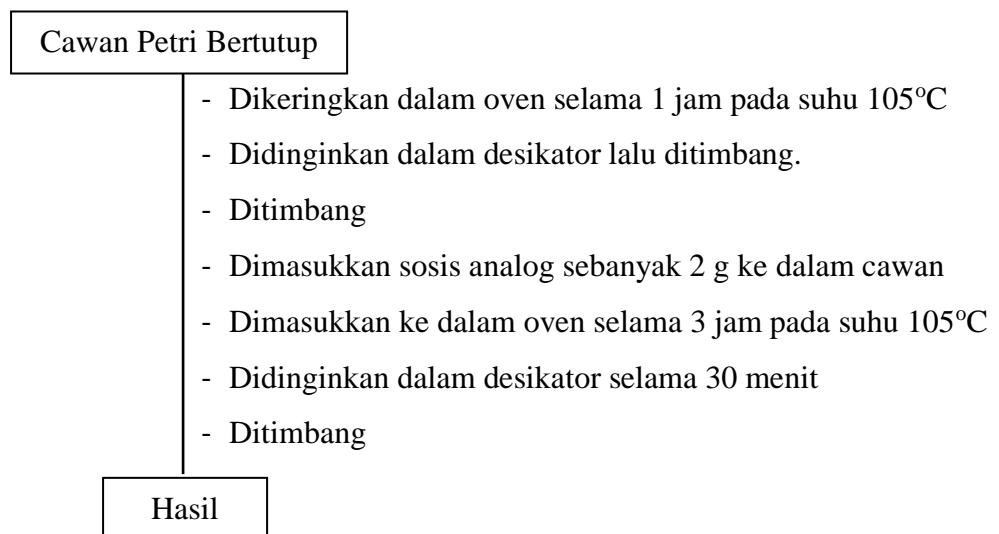 Cawan Petri Bertutup
- Dikeringkan dalam oven selama 1 jam pada suhu 105°C
- Didinginkan dalam desikator lalu ditimbang.
- Ditimbang
- Dimasukkan sosis analog sebanyak 2 g ke dalam cawan
- Dimasukkan ke dalam oven selama 3 jam pada suhu 105°C
- Didinginkan dalam desikator selama 30 menit
- Ditimbang
Hasil